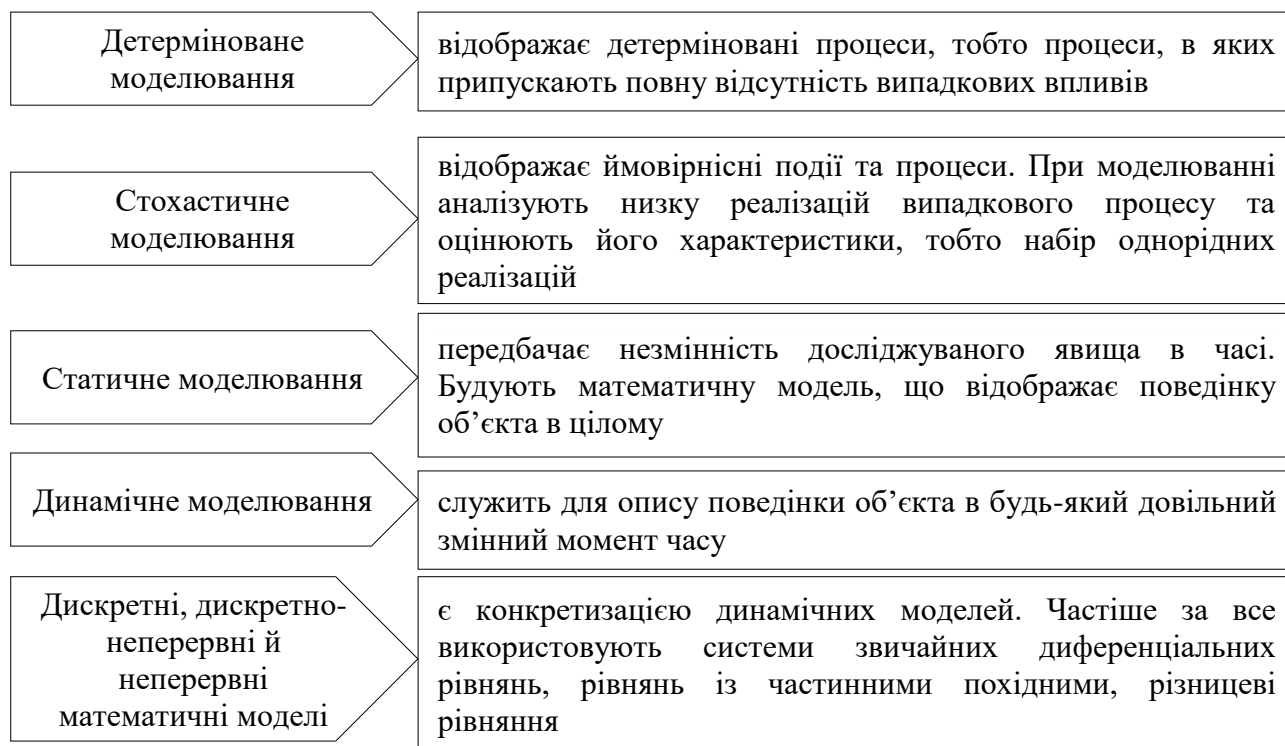 Детерміноване
моделювання
відображає детерміновані процеси, тобто процеси, в яких
припускають повну відсутність випадкових впливів
Стохастичне
моделювання
відображає ймовірнісні події та процеси. При моделюванні
аналізують низку реалізацій випадкового процесу та
оцінюють його характеристики, тобто набір однорідних
реалізацій
Статичне моделювання
передбачає незмінність досліджуваного явища в часі.
Будують математичну модель, що відображає поведінку
об’єкта в цілому
Динамічне моделювання
служить для опису поведінки об’єкта в будь-який довільний
змінний момент часу
Дискретні, дискретно-
неперервні й
неперервні
математичні моделі
є конкретизацією динамічних моделей. Частіше за все
використовують системи звичайних диференціальних
рівнянь, рівнянь із частинними похідними, різницеві
рівняння